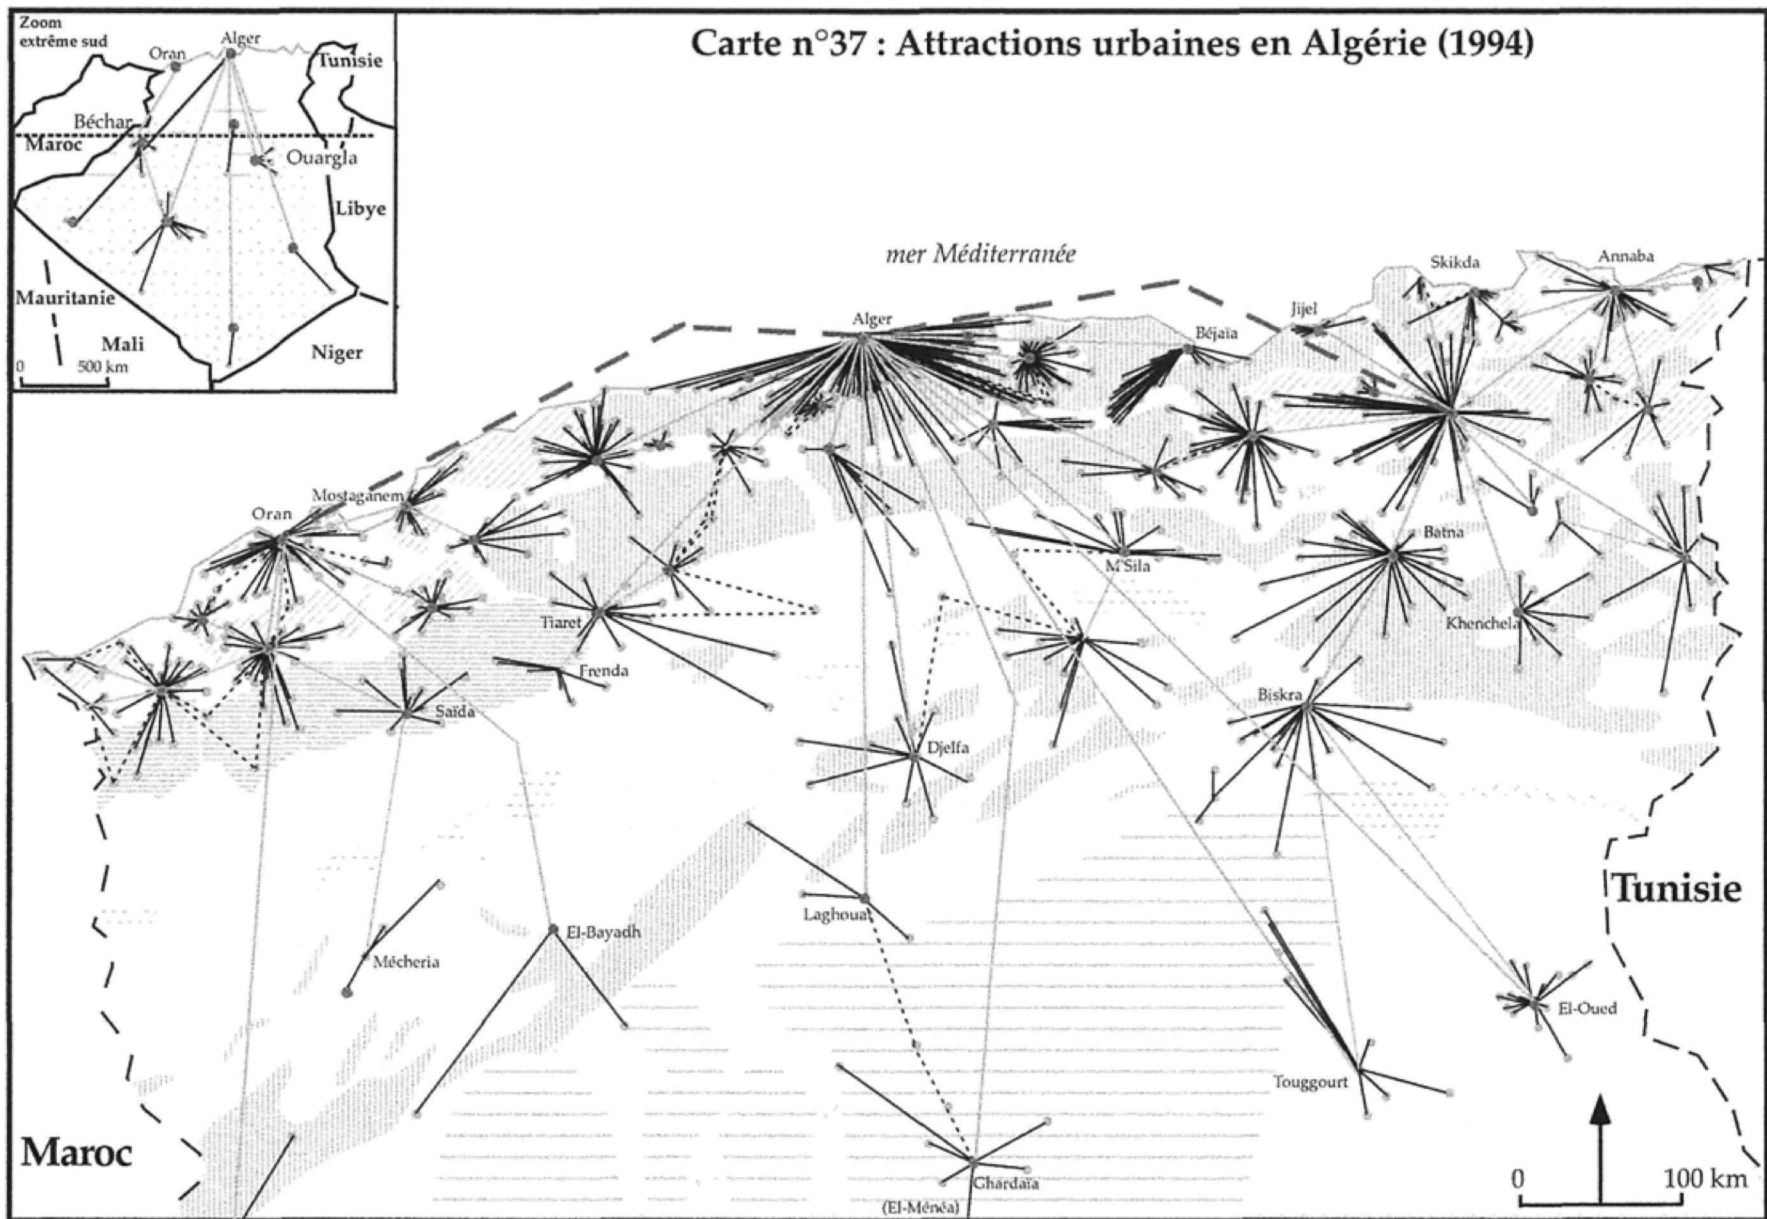 Zoom
extrême sud
Alger
Oran
Tunisie
Béchar
Maroc
Ouargla
Libye
Mauritanie
Mali
Niger
0 500 km
Carte n°37 : Attractions urbaines en Algérie (1994)
mer Méditerranée
Skikda
Annaba
Alger
Jijel
Béjaïa
Mostaganem
Oran
Batna
M'Sila
Tiaret
Khenchela
Frenda
Biskra
Saïda
Djelfa
Tunisie
Laghouat
El-Bayadh
Mécheria
El-Oued
Touggourt
Maroc
Ghardaïa
(El-Ménéa)
0 100 km